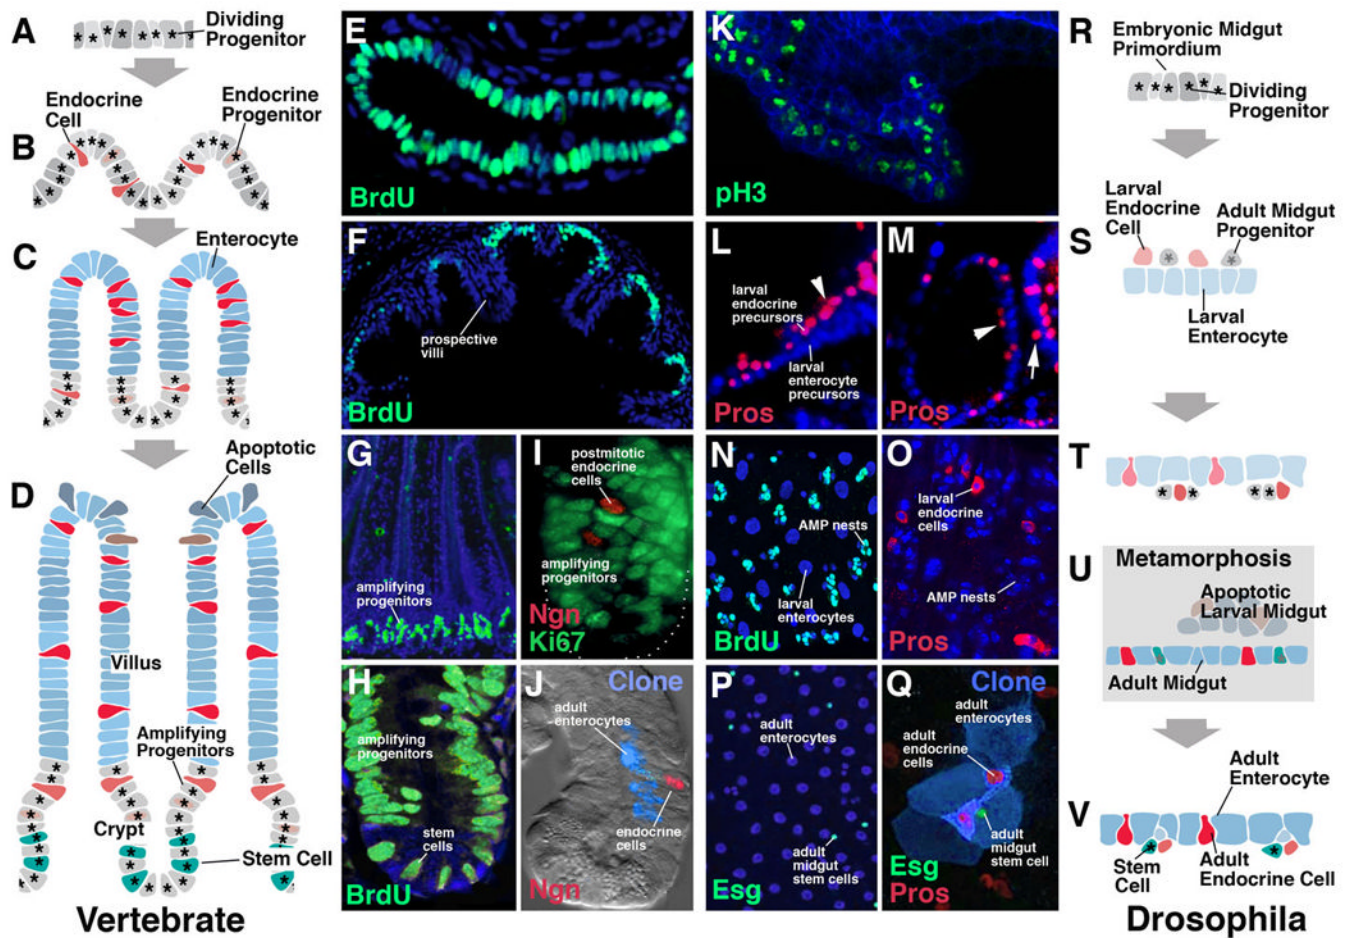 A
Dividing
Progenitor
Endocrine
Cell
Endocrine
Progenitor
B
C
Enterocyte
Apoptotic
Cells
D
Villus
Amplifying
Progenitors
Crypt
Stem Cell
Vertebrate
E
BrdU
F
prospective
villi
BrdU
G
amplifying
progenitors
H
amplifying
progenitors
stem
cells
BrdU
I
postmitotic
endocrine
cells
amplifying
progenitors
Ngn
Ki67
J
Clone
adult
enterocytes
endocrine
cells
Ngn
K
pH3
L
larval
endocrine
precursors
larval
enterocyte
precursors
Pros
M
Pros
N
AMP nests
larval
enterocytes
BrdU
O
larval
endocrine
cells
AMP nests
Pros
P
adult
enterocytes
adult
midgut
stem cells
Esg
Q
Clone
adult
enterocytes
adult
endocrine
cells
adult
midgut
stem cell
Esg
Pros
R
Embryonic Midgut
Primordium
Dividing
Progenitor
Larval
Endocrine
Cell
Adult Midgut
Progenitor
S
Larval
Enterocyte
T
U
Metamorphosis
Apoptotic
Larval Midgut
Adult Midgut
Adult
Enterocyte
V
Stem
Cell
Adult
Endocrine Cell
Drosophila